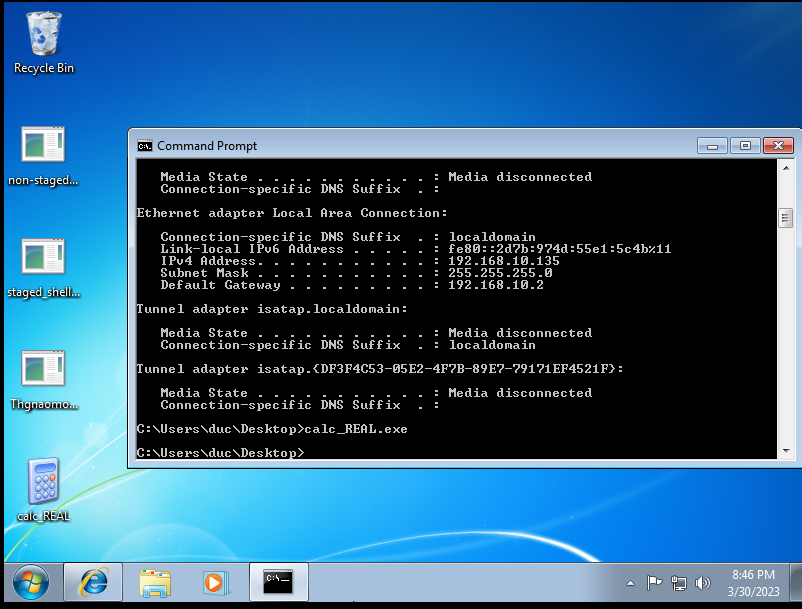 Recycle Bin
non-staged...
staged_shell...
Thgnaomo...
calc_REAL
Command Prompt
Media State . . . . . . . . . . . : Media disconnected
Connection-specific DNS Suffix  . :
Ethernet adapter Local Area Connection:
Connection-specific DNS Suffix  . : localdomain
Link-local IPv6 Address . . . . . : fe80::2d7b:974d:55e1:5c4b%11
IPv4 Address. . . . . . . . . . . : 192.168.10.135
Subnet Mask . . . . . . . . . . . : 255.255.255.0
Default Gateway . . . . . . . . . : 192.168.10.2
Tunnel adapter isatap.localdomain:
Media State . . . . . . . . . . . : Media disconnected
Connection-specific DNS Suffix  . : localdomain
Tunnel adapter isatap.{DF3F4C53-05E2-4F7B-89E7-79171EF4521F}:
Media State . . . . . . . . . . . : Media disconnected
Connection-specific DNS Suffix  . :
C:\Users\duc\Desktop>calc_REAL.exe
C:\Users\duc\Desktop>
8:46 PM
3/30/2023